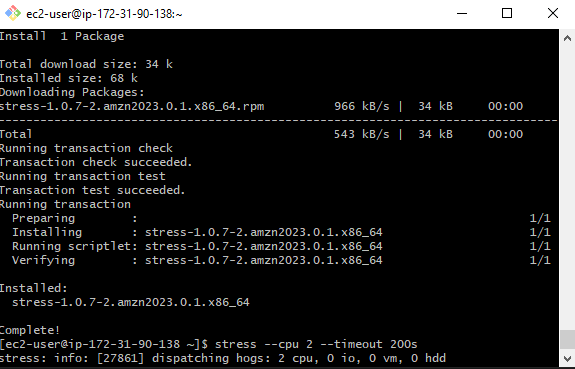 ec2-user@ip-172-31-90-138:~
Install  1 Package
Total download size: 34 k
Installed size: 68 k
Downloading Packages:
stress-1.0.7-2.amzn2023.0.1.x86_64.rpm          966 kB/s |  34 kB     00:00
--------------------------------------------------------------------------------
Total                                           543 kB/s |  34 kB     00:00
Running transaction check
Transaction check succeeded.
Running transaction test
Transaction test succeeded.
Running transaction
  Preparing        :                                                        1/1
  Installing       : stress-1.0.7-2.amzn2023.0.1.x86_64                     1/1
  Running scriptlet: stress-1.0.7-2.amzn2023.0.1.x86_64                     1/1
  Verifying        : stress-1.0.7-2.amzn2023.0.1.x86_64                     1/1
Installed:
  stress-1.0.7-2.amzn2023.0.1.x86_64
Complete!
[ec2-user@ip-172-31-90-138 ~]$ stress --cpu 2 --timeout 200s
stress: info: [27861] dispatching hogs: 2 cpu, 0 io, 0 vm, 0 hdd